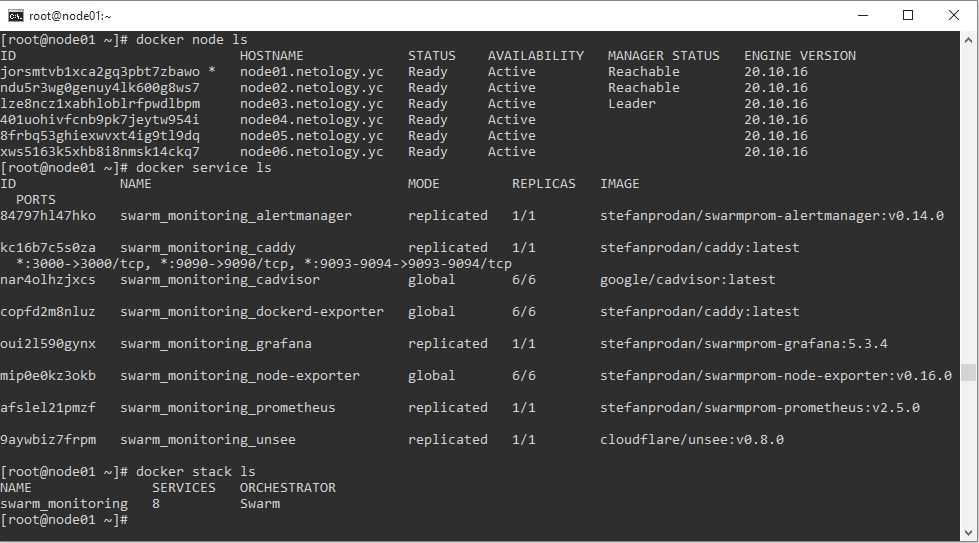 root@node01:~
[root@node01 ~]# docker node ls
ID HOSTNAME STATUS AVAILABILITY MANAGER STATUS ENGINE VERSION
jorsmtvb1xca2gq3pbt7zbawo * node01.netology.yc Ready Active Reachable 20.10.16
ndu5r3wg0genuy4lk600g8ws7 node02.netology.yc Ready Active Reachable 20.10.16
lze8ncz1xabhloblrfpwdlbpm node03.netology.yc Ready Active Leader 20.10.16
401uohivfcnb9pk7jeytw954i node04.netology.yc Ready Active 20.10.16
8frbq53ghiexwvxt4ig9tl9dq node05.netology.yc Ready Active 20.10.16
xws5163k5xhb8i8nmsk14ckq7 node06.netology.yc Ready Active 20.10.16
[root@node01 ~]# docker service ls
ID NAME MODE REPLICAS IMAGE
PORTS
84797hl47hko swarm_monitoring_alertmanager replicated 1/1 stefanprodan/swarmprom-alertmanager:v0.14.0
kc16b7c5s0za swarm_monitoring_caddy replicated 1/1 stefanprodan/caddy:latest
*:3000->3000/tcp, *:9090->9090/tcp, *:9093-9094->9093-9094/tcp
nar4olhzjxcs swarm_monitoring_cadvisor global 6/6 google/cadvisor:latest
copfd2m8nluz swarm_monitoring_dockerd-exporter global 6/6 stefanprodan/caddy:latest
oui2l590gynx swarm_monitoring_grafana replicated 1/1 stefanprodan/swarmprom-grafana:5.3.4
mip0e0kz3okb swarm_monitoring_node-exporter global 6/6 stefanprodan/swarmprom-node-exporter:v0.16.0
afslel21pmzf swarm_monitoring_prometheus replicated 1/1 stefanprodan/swarmprom-prometheus:v2.5.0
9aywbiz7frpm swarm_monitoring_unsee replicated 1/1 cloudflare/unsee:v0.8.0
[root@node01 ~]# docker stack ls
NAME SERVICES ORCHESTRATOR
swarm_monitoring 8 Swarm
[root@node01 ~]#